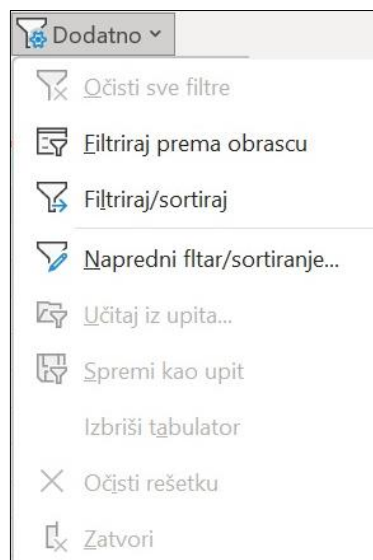 Dodatno
Očisti sve filtre
Filtriraj prema obrascu
Filtriraj/sortiraj
Napredni fltar/sortiranje...
Učitaj iz upita...
Spremi kao upit
Izbriši tabulator
Očisti rešetku
Zatvori